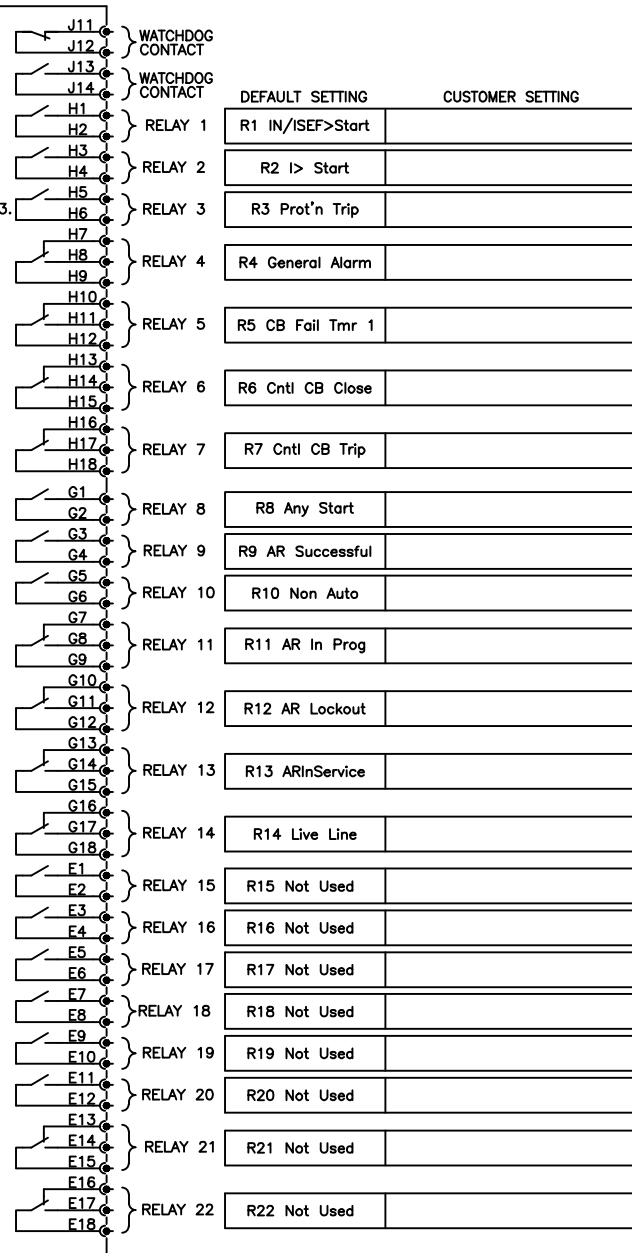 J11
J12
WATCHDOG
CONTACT
J13
J14
WATCHDOG
CONTACT
DEFAULT SETTING
CUSTOMER SETTING
H1
H2
RELAY 1
R1 IN/ISEF>Start
H3
H4
RELAY 2
R2 I> Start
3.
H5
H6
RELAY 3
R3 Prot'n Trip
H7
H8
H9
RELAY 4
R4 General Alarm
H10
H11
H12
RELAY 5
R5 CB Fail Tmr 1
H13
H14
H15
RELAY 6
R6 Cntl CB Close
H16
H17
H18
RELAY 7
R7 Cntl CB Trip
G1
G2
RELAY 8
R8 Any Start
G3
G4
RELAY 9
R9 AR Successful
G5
G6
RELAY 10
R10 Non Auto
G7
G8
G9
RELAY 11
R11 AR In Prog
G10
G11
G12
RELAY 12
R12 AR Lockout
G13
G14
G15
RELAY 13
R13 ARInService
G16
G17
G18
RELAY 14
R14 Live Line
E1
E2
RELAY 15
R15 Not Used
E3
E4
RELAY 16
R16 Not Used
E5
E6
RELAY 17
R17 Not Used
E7
E8
RELAY 18
R18 Not Used
E9
E10
RELAY 19
R19 Not Used
E11
E12
RELAY 20
R20 Not Used
E13
E14
E15
RELAY 21
R21 Not Used
E16
E17
E18
RELAY 22
R22 Not Used